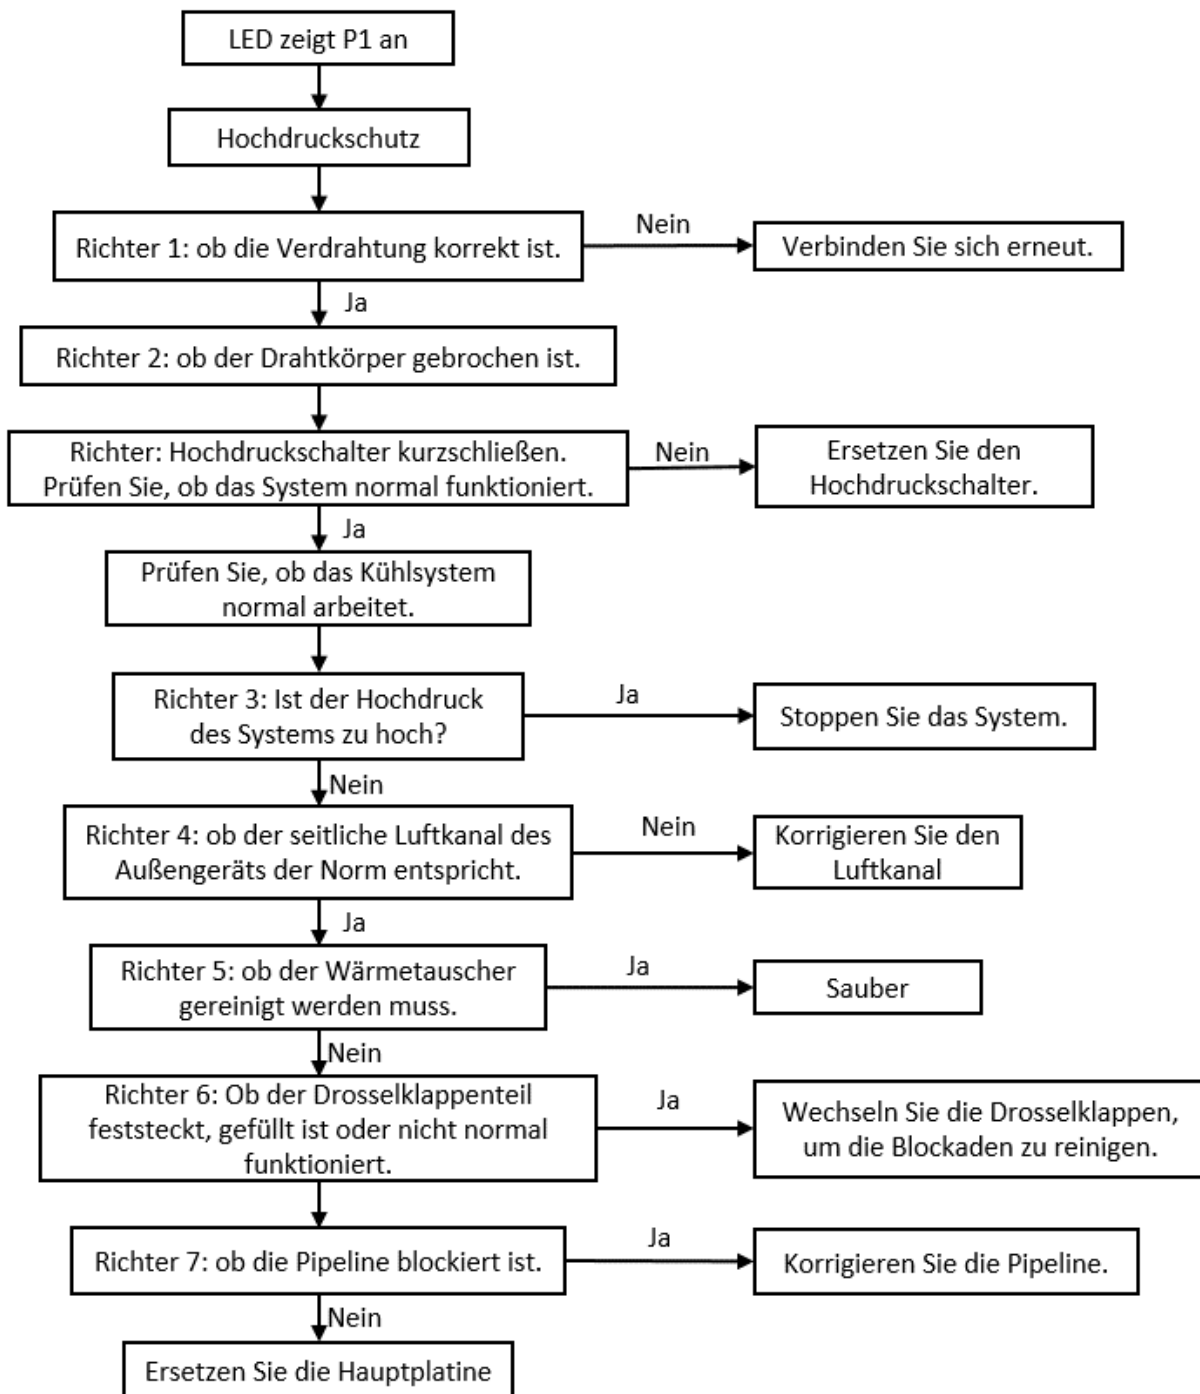 LED zeigt P1 an
Hochdruckschutz
Richter 1: ob die Verdrahtung korrekt ist.
Nein
Verbinden Sie sich erneut.
Ja
Richter 2: ob der Drahtkörper gebrochen ist.
Richter: Hochdruckschalter kurzschließen.
Prüfen Sie, ob das System normal funktioniert.
Nein
Ersetzen Sie den
Hochdruckschalter.
Ja
Prüfen Sie, ob das Kühlsystem
normal arbeitet.
Richter 3: Ist der Hochdruck
des Systems zu hoch?
Ja
Stoppen Sie das System.
Nein
Richter 4: ob der seitliche Luftkanal des
Außengeräts der Norm entspricht.
Nein
Korrigieren Sie den
Luftkanal
Ja
Richter 5: ob der Wärmetauscher
gereinigt werden muss.
Ja
Sauber
Nein
Richter 6: Ob der Drosselklappenteil
feststeckt, gefüllt ist oder nicht normal
funktioniert.
Ja
Wechseln Sie die Drosselklappen,
um die Blockaden zu reinigen.
Richter 7: ob die Pipeline blockiert ist.
Ja
Korrigieren Sie die Pipeline.
Nein
Ersetzen Sie die Hauptplatine